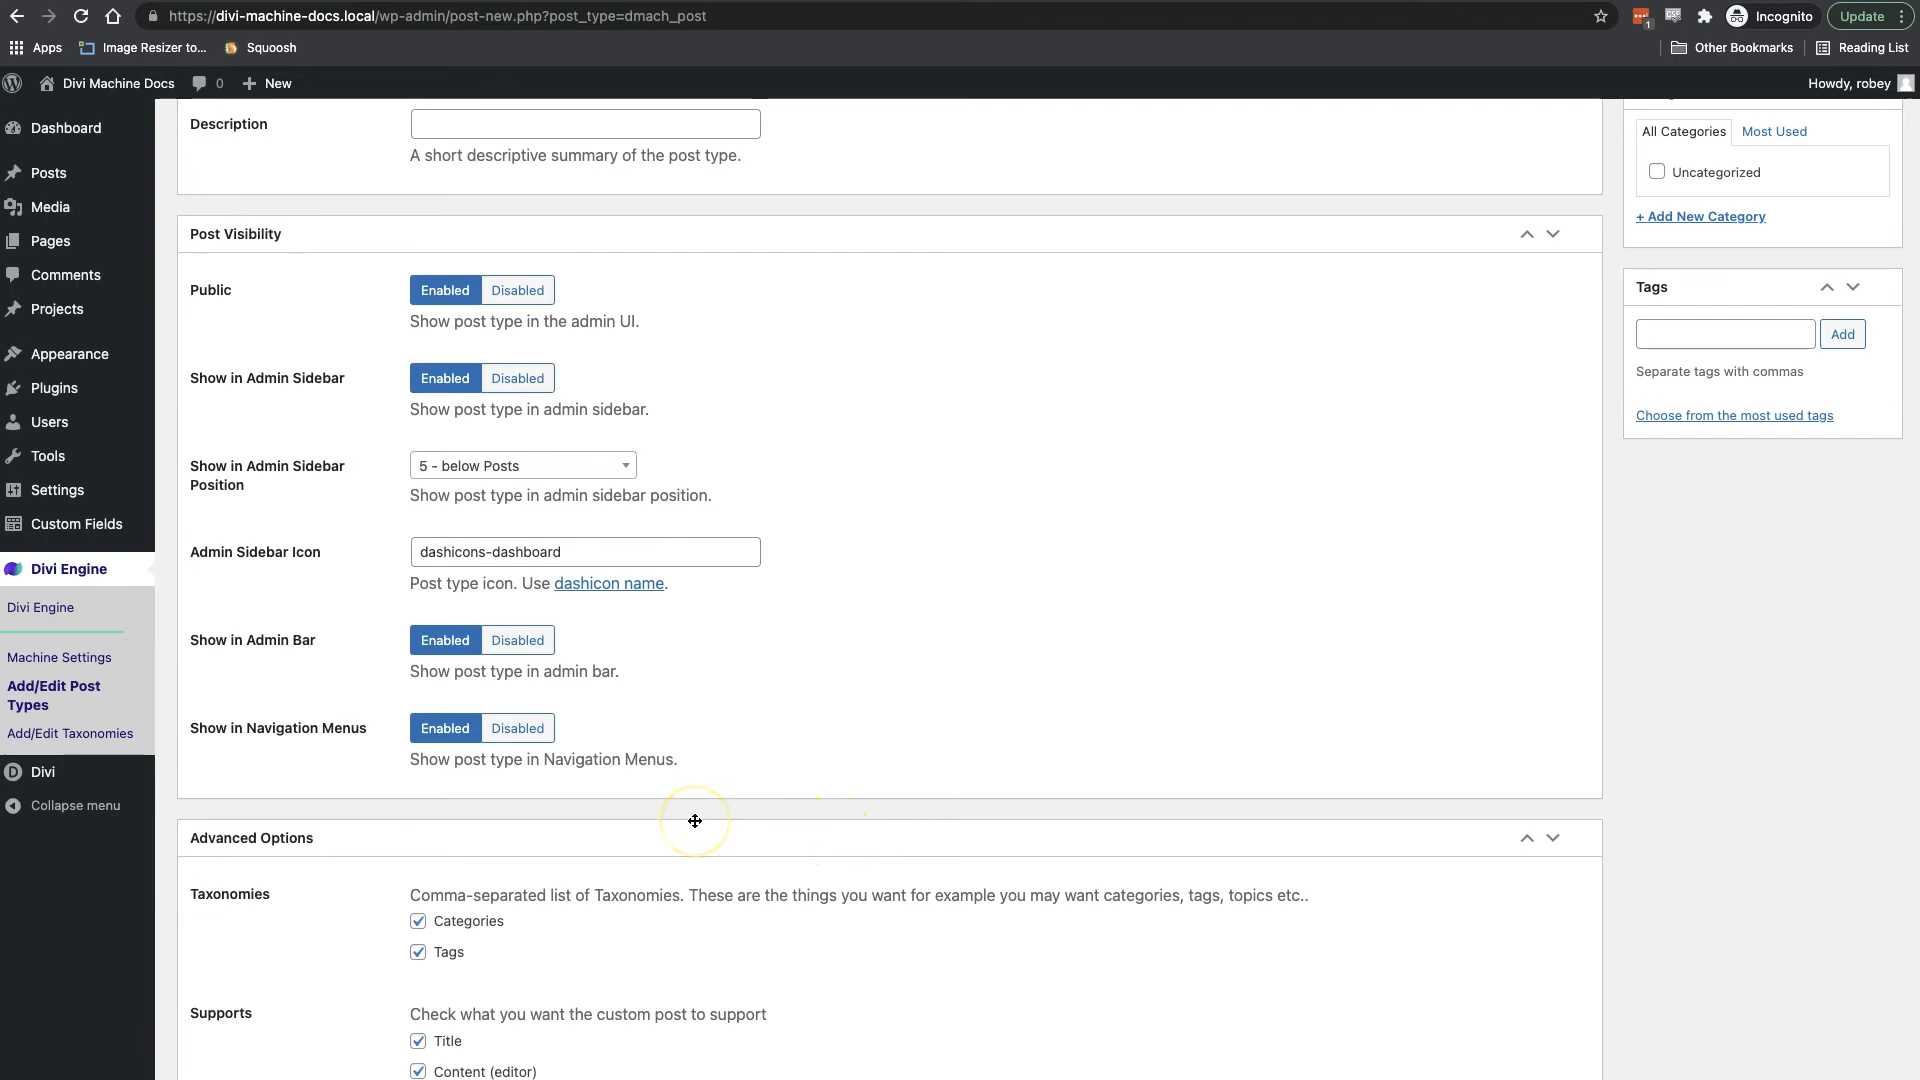 https://divi-machine-docs.local/wp-admin/post-new.php?post_type=dmach_post
1
Incognito
Update
Apps
Image Resizer to...
Squoosh
Other Bookmarks
Reading List
Divi Machine Docs
0
New
Howdy, robey
Dashboard
Posts
Media
Pages
Comments
Projects
Appearance
Plugins
Users
Tools
Settings
Custom Fields
Divi Engine
Divi Engine
Machine Settings
Add/Edit Post
Types
Add/Edit Taxonomies
Divi
Collapse menu
Description
A short descriptive summary of the post type.
Post Visibility
Public
Enabled
Disabled
Show post type in the admin UI.
Show in Admin Sidebar
Enabled
Disabled
Show post type in admin sidebar.
Show in Admin Sidebar
Position
5 - below Posts
Show post type in admin sidebar position.
Admin Sidebar Icon
dashicons-dashboard
Post type icon. Use dashicon name.
Show in Admin Bar
Enabled
Disabled
Show post type in admin bar.
Show in Navigation Menus
Enabled
Disabled
Show post type in Navigation Menus.
Advanced Options
Taxonomies
Comma-separated list of Taxonomies. These are the things you want for example you may want categories, tags, topics etc..
Categories
Tags
Supports
Check what you want the custom post to support
Title
Content (editor)
All Categories
Most Used
Uncategorized
+ Add New Category
Tags
Add
Separate tags with commas
Choose from the most used tags